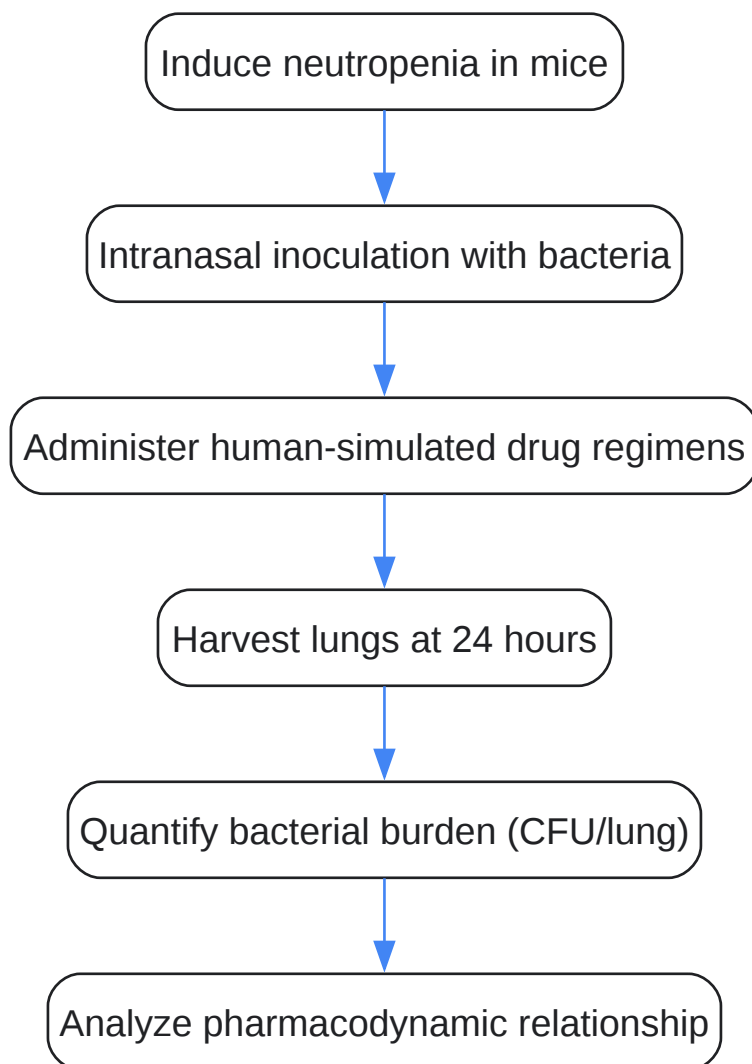 Induce neutropenia in mice
Intranasal inoculation with bacteria
Administer human-simulated drug regimens
Harvest lungs at 24 hours
Quantify bacterial burden (CFU/lung)
Analyze pharmacodynamic relationship